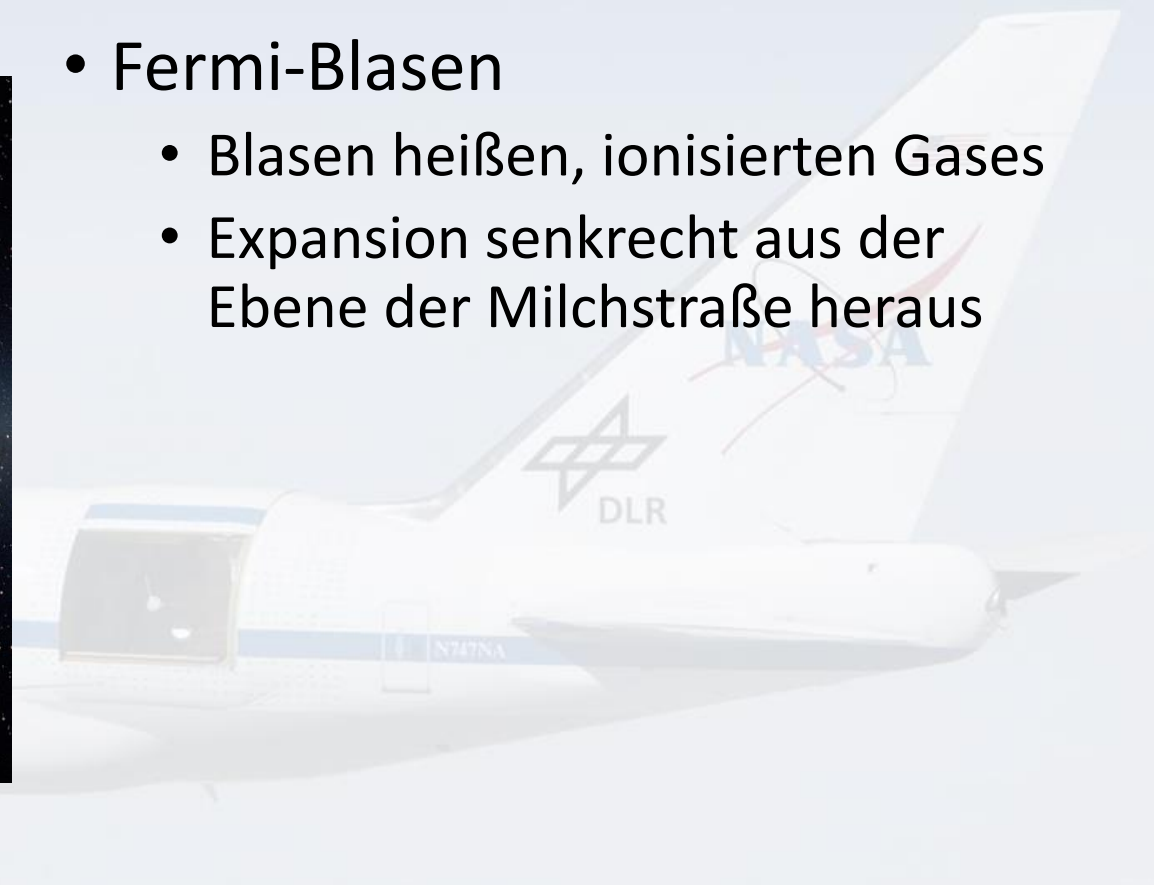 • Fermi-Blasen
• Blasen heißen, ionisierten Gases
• Expansion senkrecht aus der
Ebene der Milchstraße heraus
NASA
DLR
N747NA